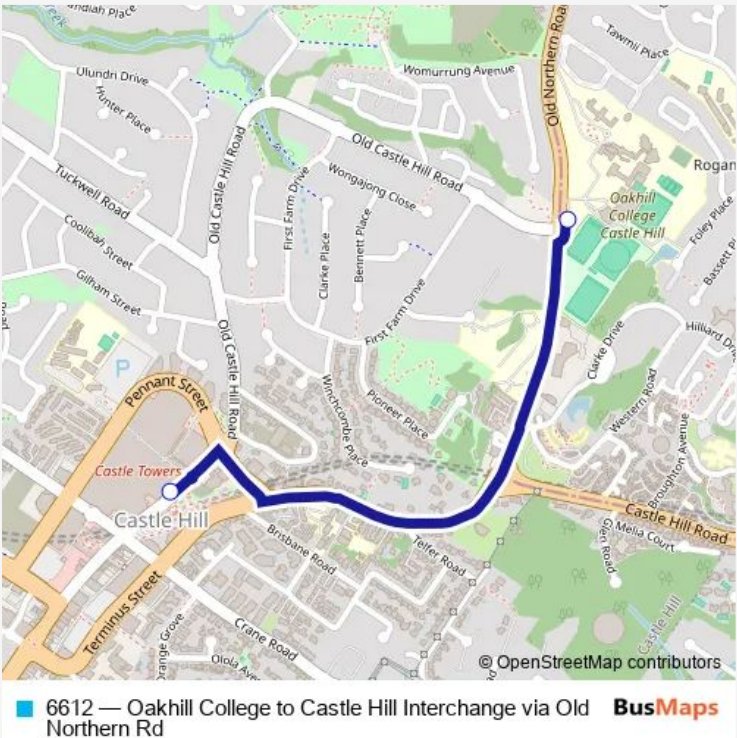 Ulundri Drive
Hunter Place
Tuckwell Road
Coolibah Street
Gilham Street
Old Castle Hill Road
First Farm Drive
Clarke Place
Bennett Place
Wongajong Close
Old Castle Hill Road
Womurrung Avenue
Old Northern Road
Tawmii Place
Rogan
Oakhill
College
Castle Hill
Foley Place
Bassett Pl
Hilliard Drive
Clarke Drive
Western Road
Broughton Avenue
First Farm Drive
P
Pennant Street
Old Castle Hill Road
Winchcombe Place
Pioneer Place
Castle Towers
Castle Hill
Castle Hill Road
Melia Court
Glen Road
Brisbane Road
Telfer Road
Terminus Street
Crane Road
Olola Ave
Castle Hill
© OpenStreetMap contributors
6612 — Oakhill College to Castle Hill Interchange via Old
Northern Rd
BusMaps